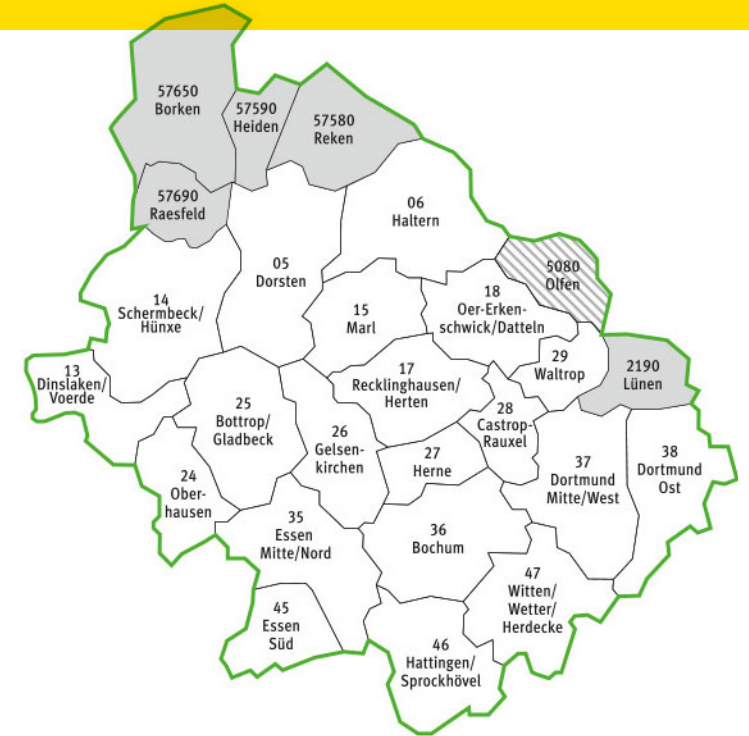 57650
Borken
57590
Heiden
57580
Reken
57690
Raesfeld
06
Haltern
05
Dorsten
5080
Olfen
14
Schermbeck/
Hünxe
15
Marl
18
Oer-Erken-
schwick/Datteln
13
Dinslaken/
Voerde
17
Recklinghausen/
Herten
29
Waltrop
2190
Lünen
25
Bottrop/
Gladbeck
26
Gelsen-
kirchen
28
Castrop-
Rauxel
27
Herne
24
Ober-
hausen
37
Dortmund
Mitte/West
38
Dortmund
Ost
35
Essen
Mitte/Nord
36
Bochum
47
Witten/
Wetter/
Herdecke
45
Essen
Süd
46
Hattingen/
Sprockhövel